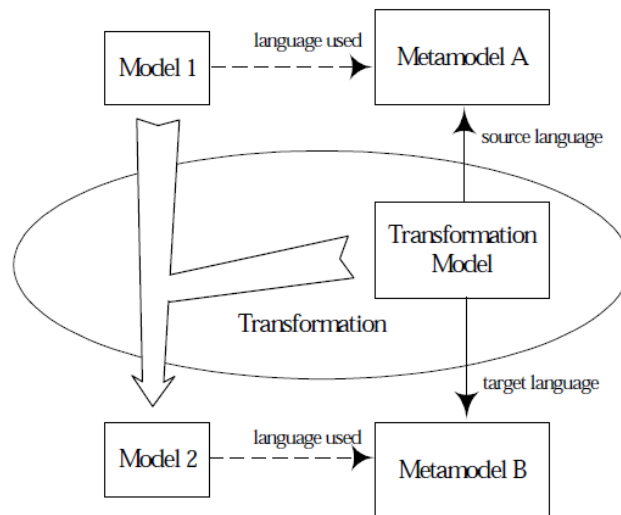 Model 1
language used
Metamodel A
source language
Transformation
Model
Transformation
target language
Model 2
language used
Metamodel B